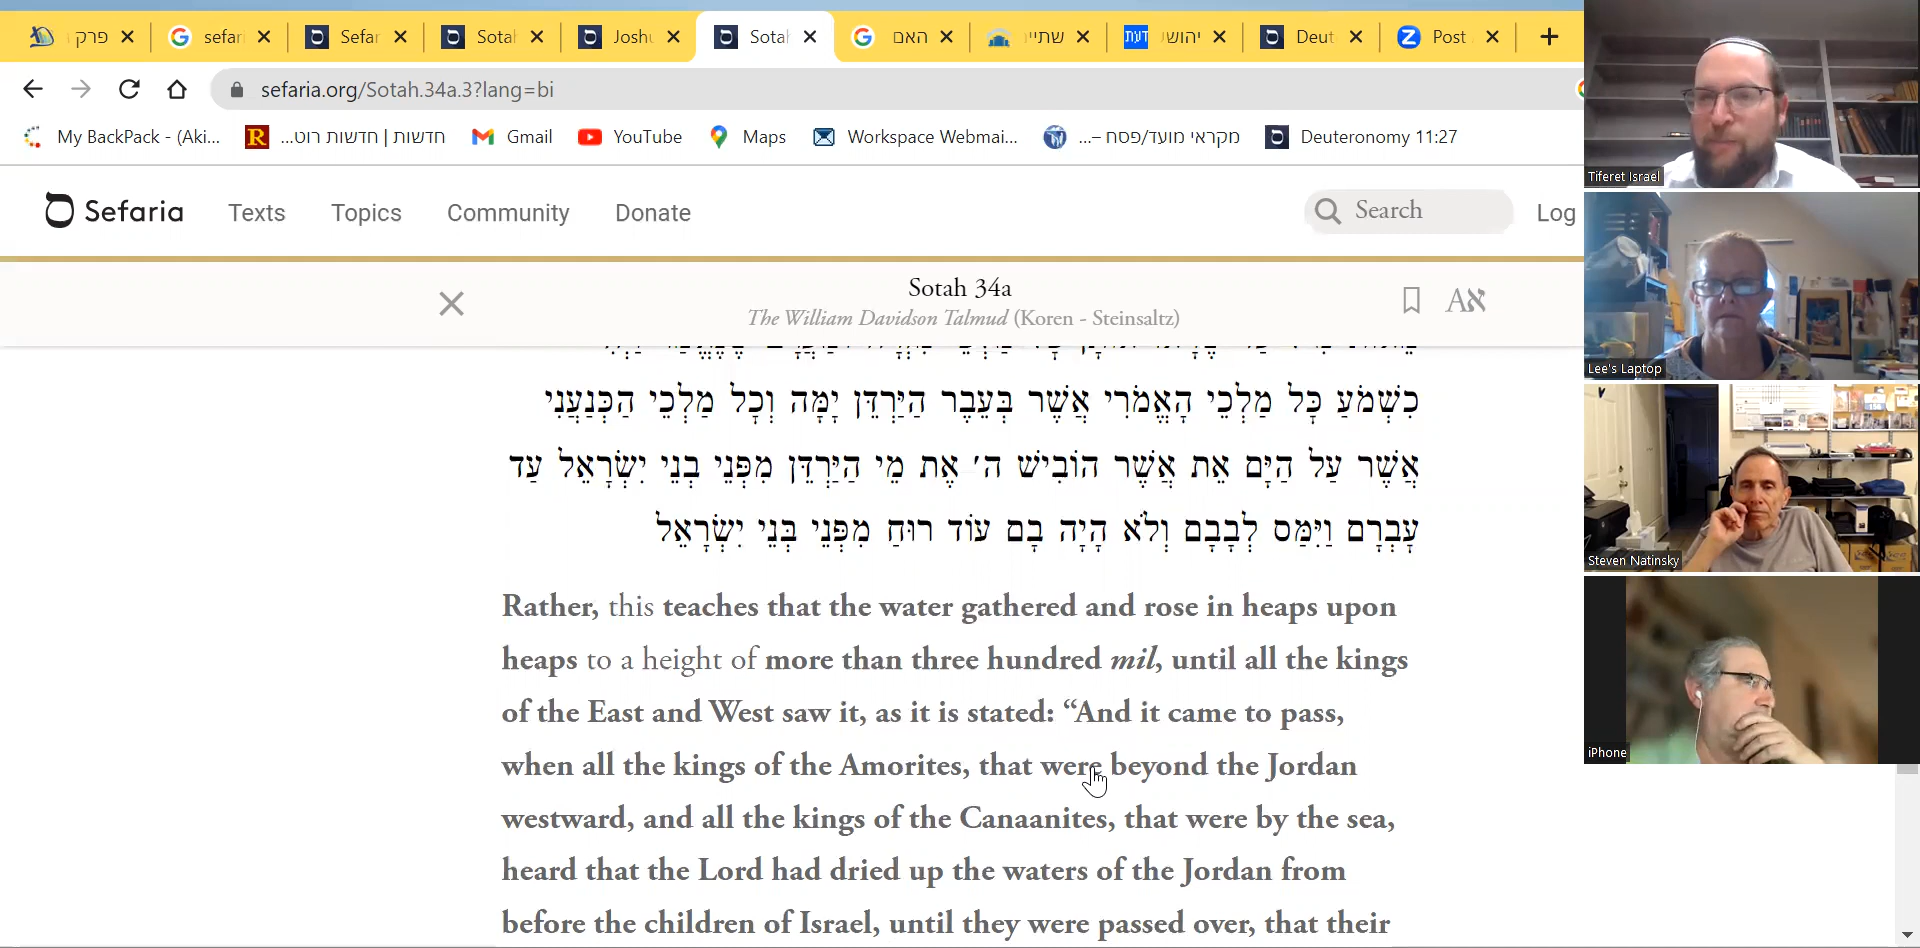 פרק
sefari
Sefar
Sota
Joshu
Sota
האם
שתיי
דעת
יהושי
Deut
Post
sefaria.org/Sotah.34a.3?lang=bi
My BackPack - (Aki...
חדשות | חדשות רוט...
Gmail
YouTube
Maps
Workspace Webmai...
מקראי מועד/פסח –...
Deuteronomy 11:27
Sefaria
Texts
Topics
Community
Donate
Search
Log
Sotah 34a
The William Davidson Talmud (Koren - Steinsaltz)
כִּשְׁמֹעַ כׇּל מַלְכֵי הָאֱמֹרִי אֲשֶׁר בְּעֵבֶר הַיַּרְדֵּן יָמָּה וְכׇל מַלְכֵי הַכְּנַעֲנִי
אֲשֶׁר עַל הַיָּם אֵת אֲשֶׁר הוֹבִישׁ ה׳ אֶת מֵי הַיַּרְדֵּן מִפְּנֵי בְנֵי יִשְׂרָאֵל עַד
עׇבְרָם וַיִּמַּס לְבָבָם וְלֹא הָיָה בָם עוֹד רוּחַ מִפְּנֵי בְּנֵי יִשְׂרָאֵל
Rather, this teaches that the water gathered and rose in heaps upon
heaps to a height of more than three hundred mil, until all the kings
of the East and West saw it, as it is stated: “And it came to pass,
when all the kings of the Amorites, that were beyond the Jordan
westward, and all the kings of the Canaanites, that were by the sea,
heard that the Lord had dried up the waters of the Jordan from
before the children of Israel, until they were passed over, that their
Tiferet Israel
Lee's Laptop
Steven Natinsky
iPhone